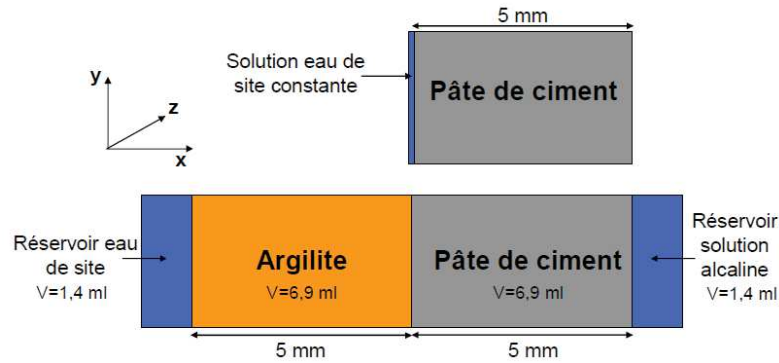 5 mm
Solution eau de
site constante
Pâte de ciment
y
z
x
Réservoir eau
de site
V=1,4 ml
Argilite
V=6,9 ml
Pâte de ciment
V=6,9 ml
Réservoir
solution
alcaline
V=1,4 ml
5 mm
5 mm